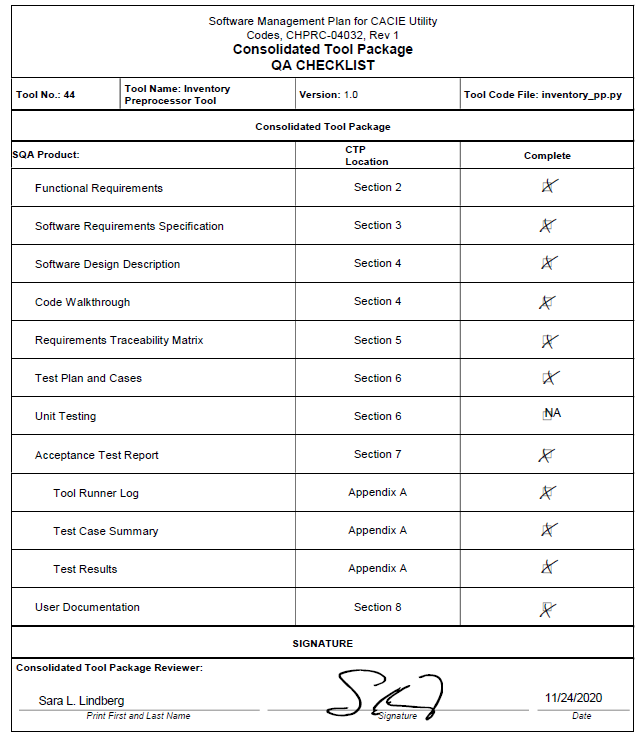 Software Management Plan for CACIE Utility
Codes, CHPRC-04032, Rev 1
Consolidated Tool Package
QA CHECKLIST
Tool No.: 44
Tool Name: Inventory
Preprocessor Tool
Version: 1.0
Tool Code File: inventory_pp.py
Consolidated Tool Package
SQA Product:
CTP
Location
Complete
Functional Requirements Section 2
Software Requirements Specification Section 3
Software Design Description Section 4
Code Walkthrough Section 4
Requirements Traceability Matrix Section 5
Test Plan and Cases Section 6
Unit Testing Section 6 NA
Acceptance Test Report Section 7
Tool Runner Log Appendix A
Test Case Summary Appendix A
Test Results Appendix A
User Documentation Section 8
SIGNATURE
Consolidated Tool Package Reviewer:
Sara L. Lindberg 11/24/2020
Print First and Last Name Signature Date